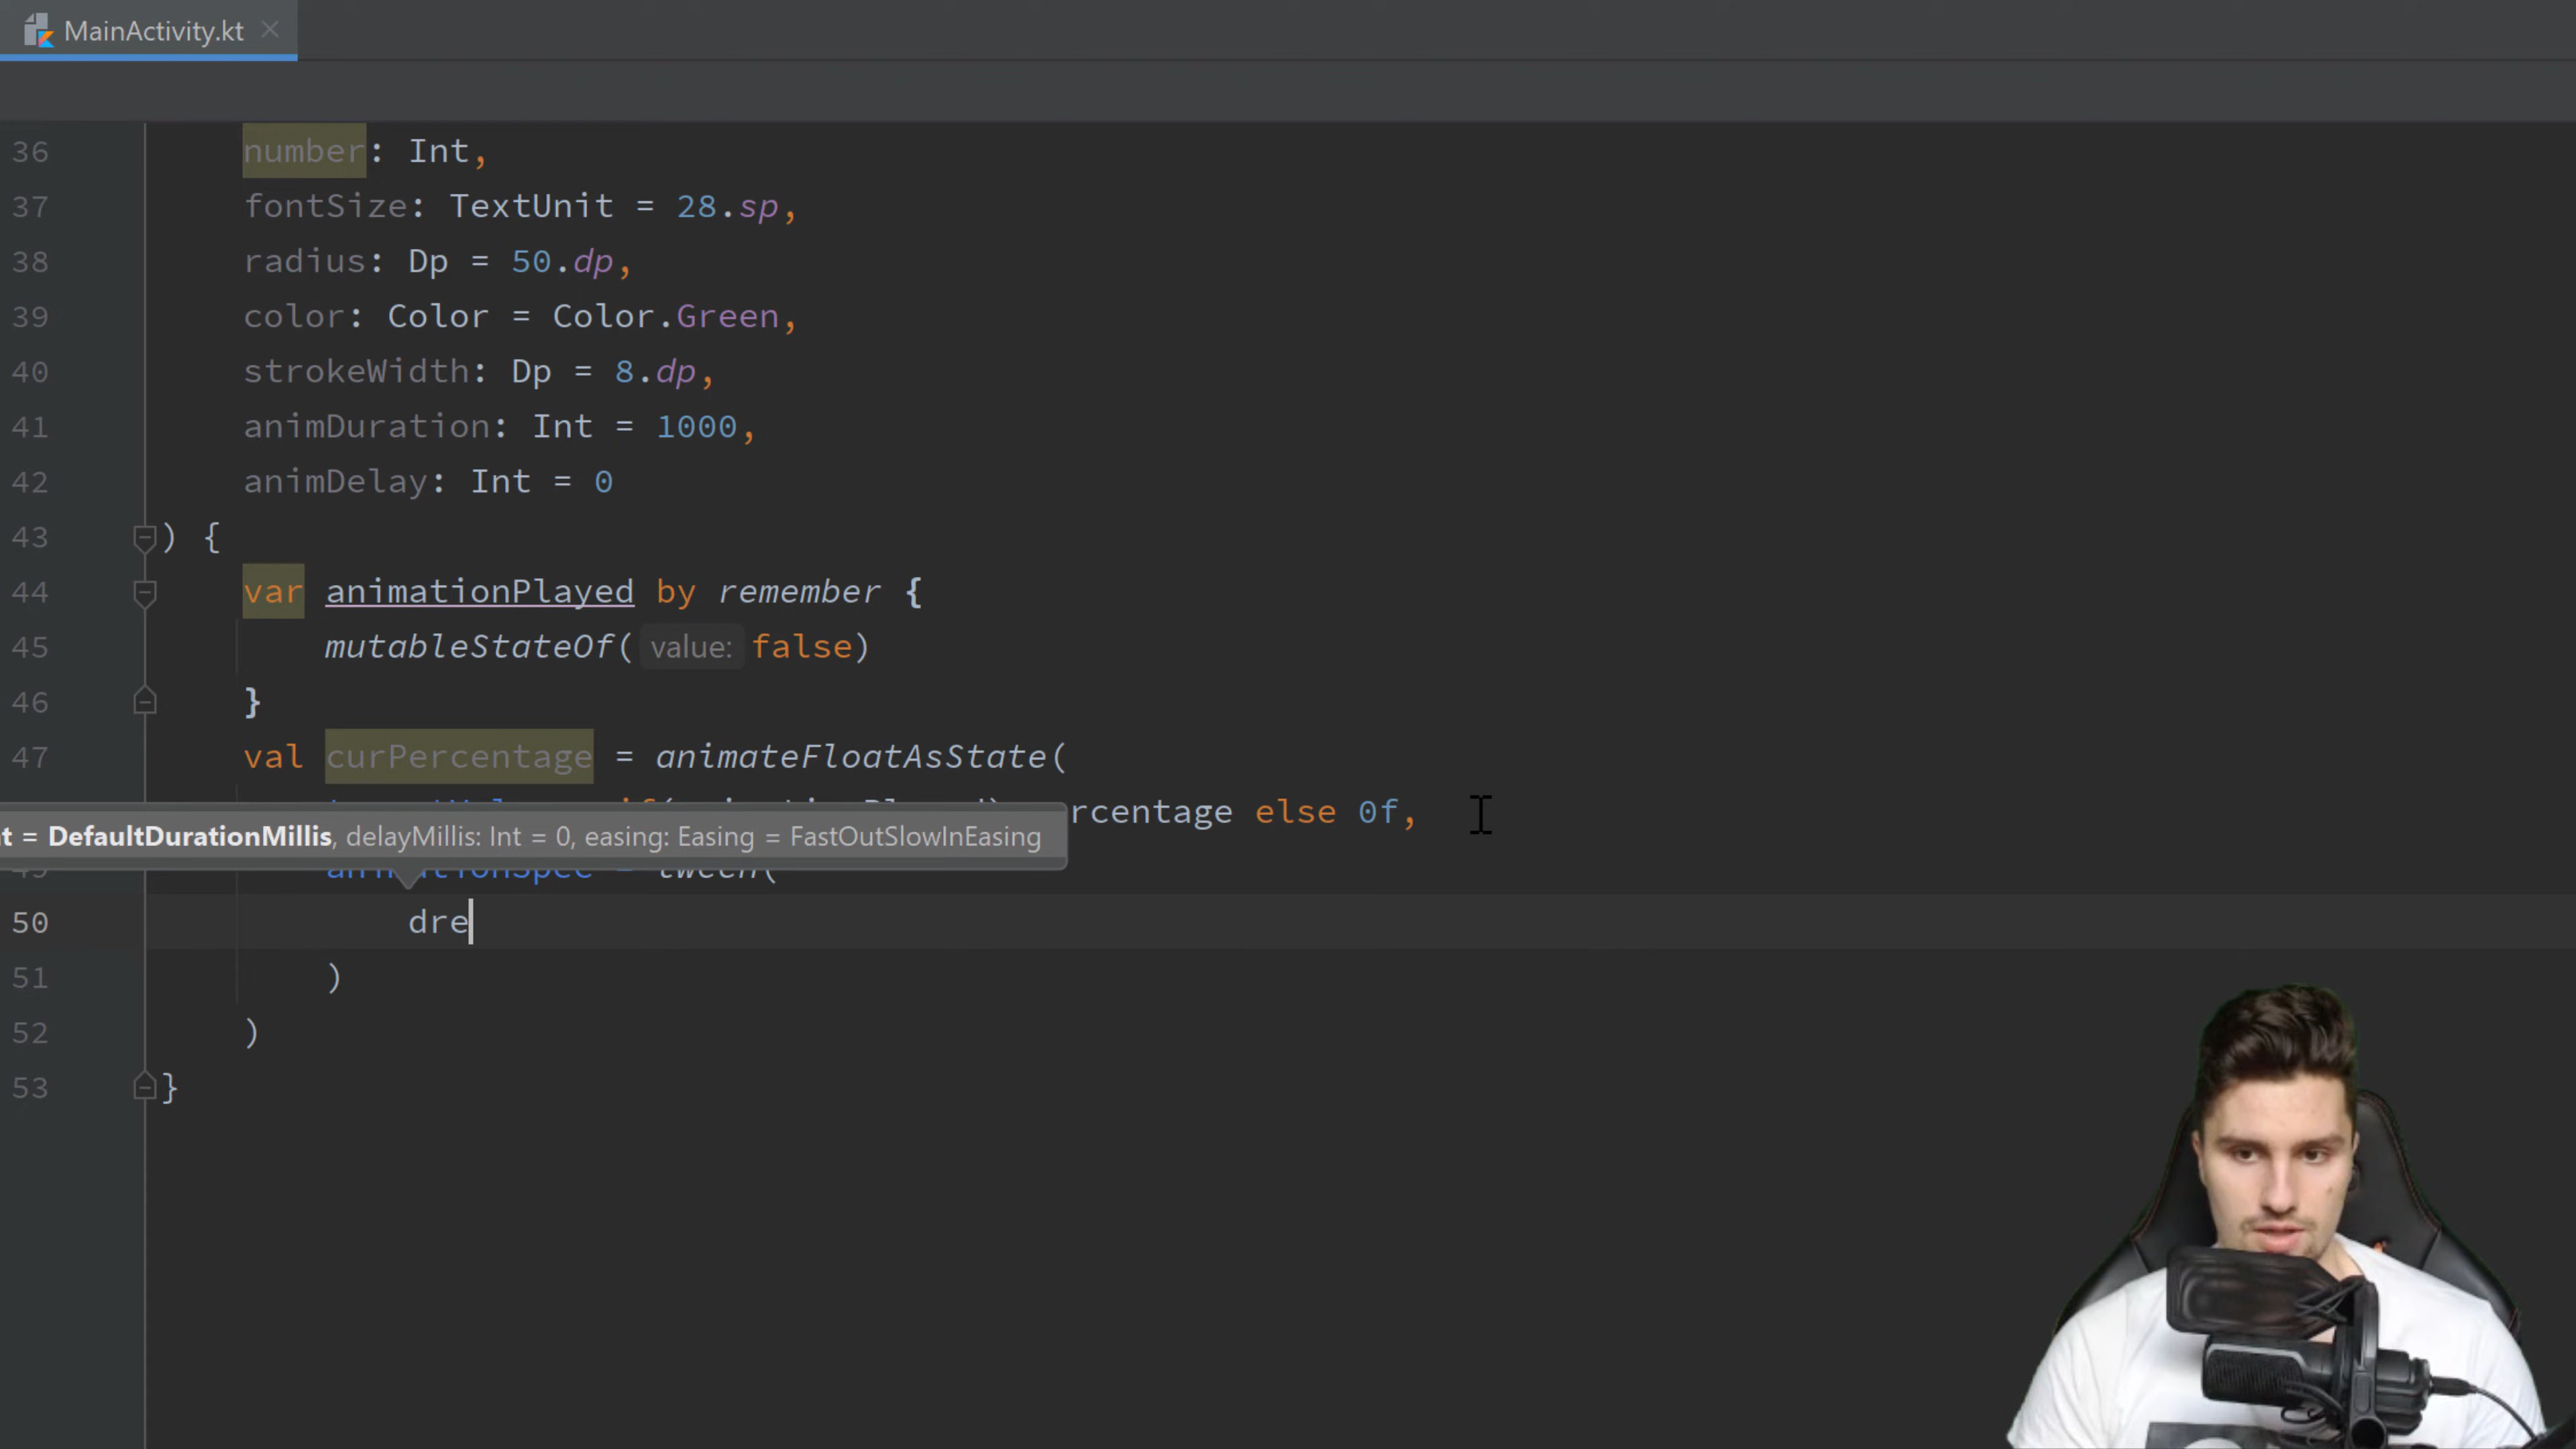 MainActivity.kt
36 number: Int,
37 fontSize: TextUnit = 28.sp,
38 radius: Dp = 50.dp,
39 color: Color = Color.Green,
40 strokeWidth: Dp = 8.dp,
41 animDuration: Int = 1000,
42 animDelay: Int = 0
43 ) {
44 var animationPlayed by remember {
45 mutableStateOf( value: false)
46 }
47 val curPercentage = animateFloatAsState(
rcentage else 0f,
= DefaultDurationMillis, delayMillis: Int = 0, easing: Easing = FastOutSlowInEasing
50 dre
51 )
52 )
53 }